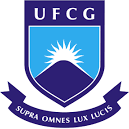 UFCG
SUPRA OMNES LUX LUCIS